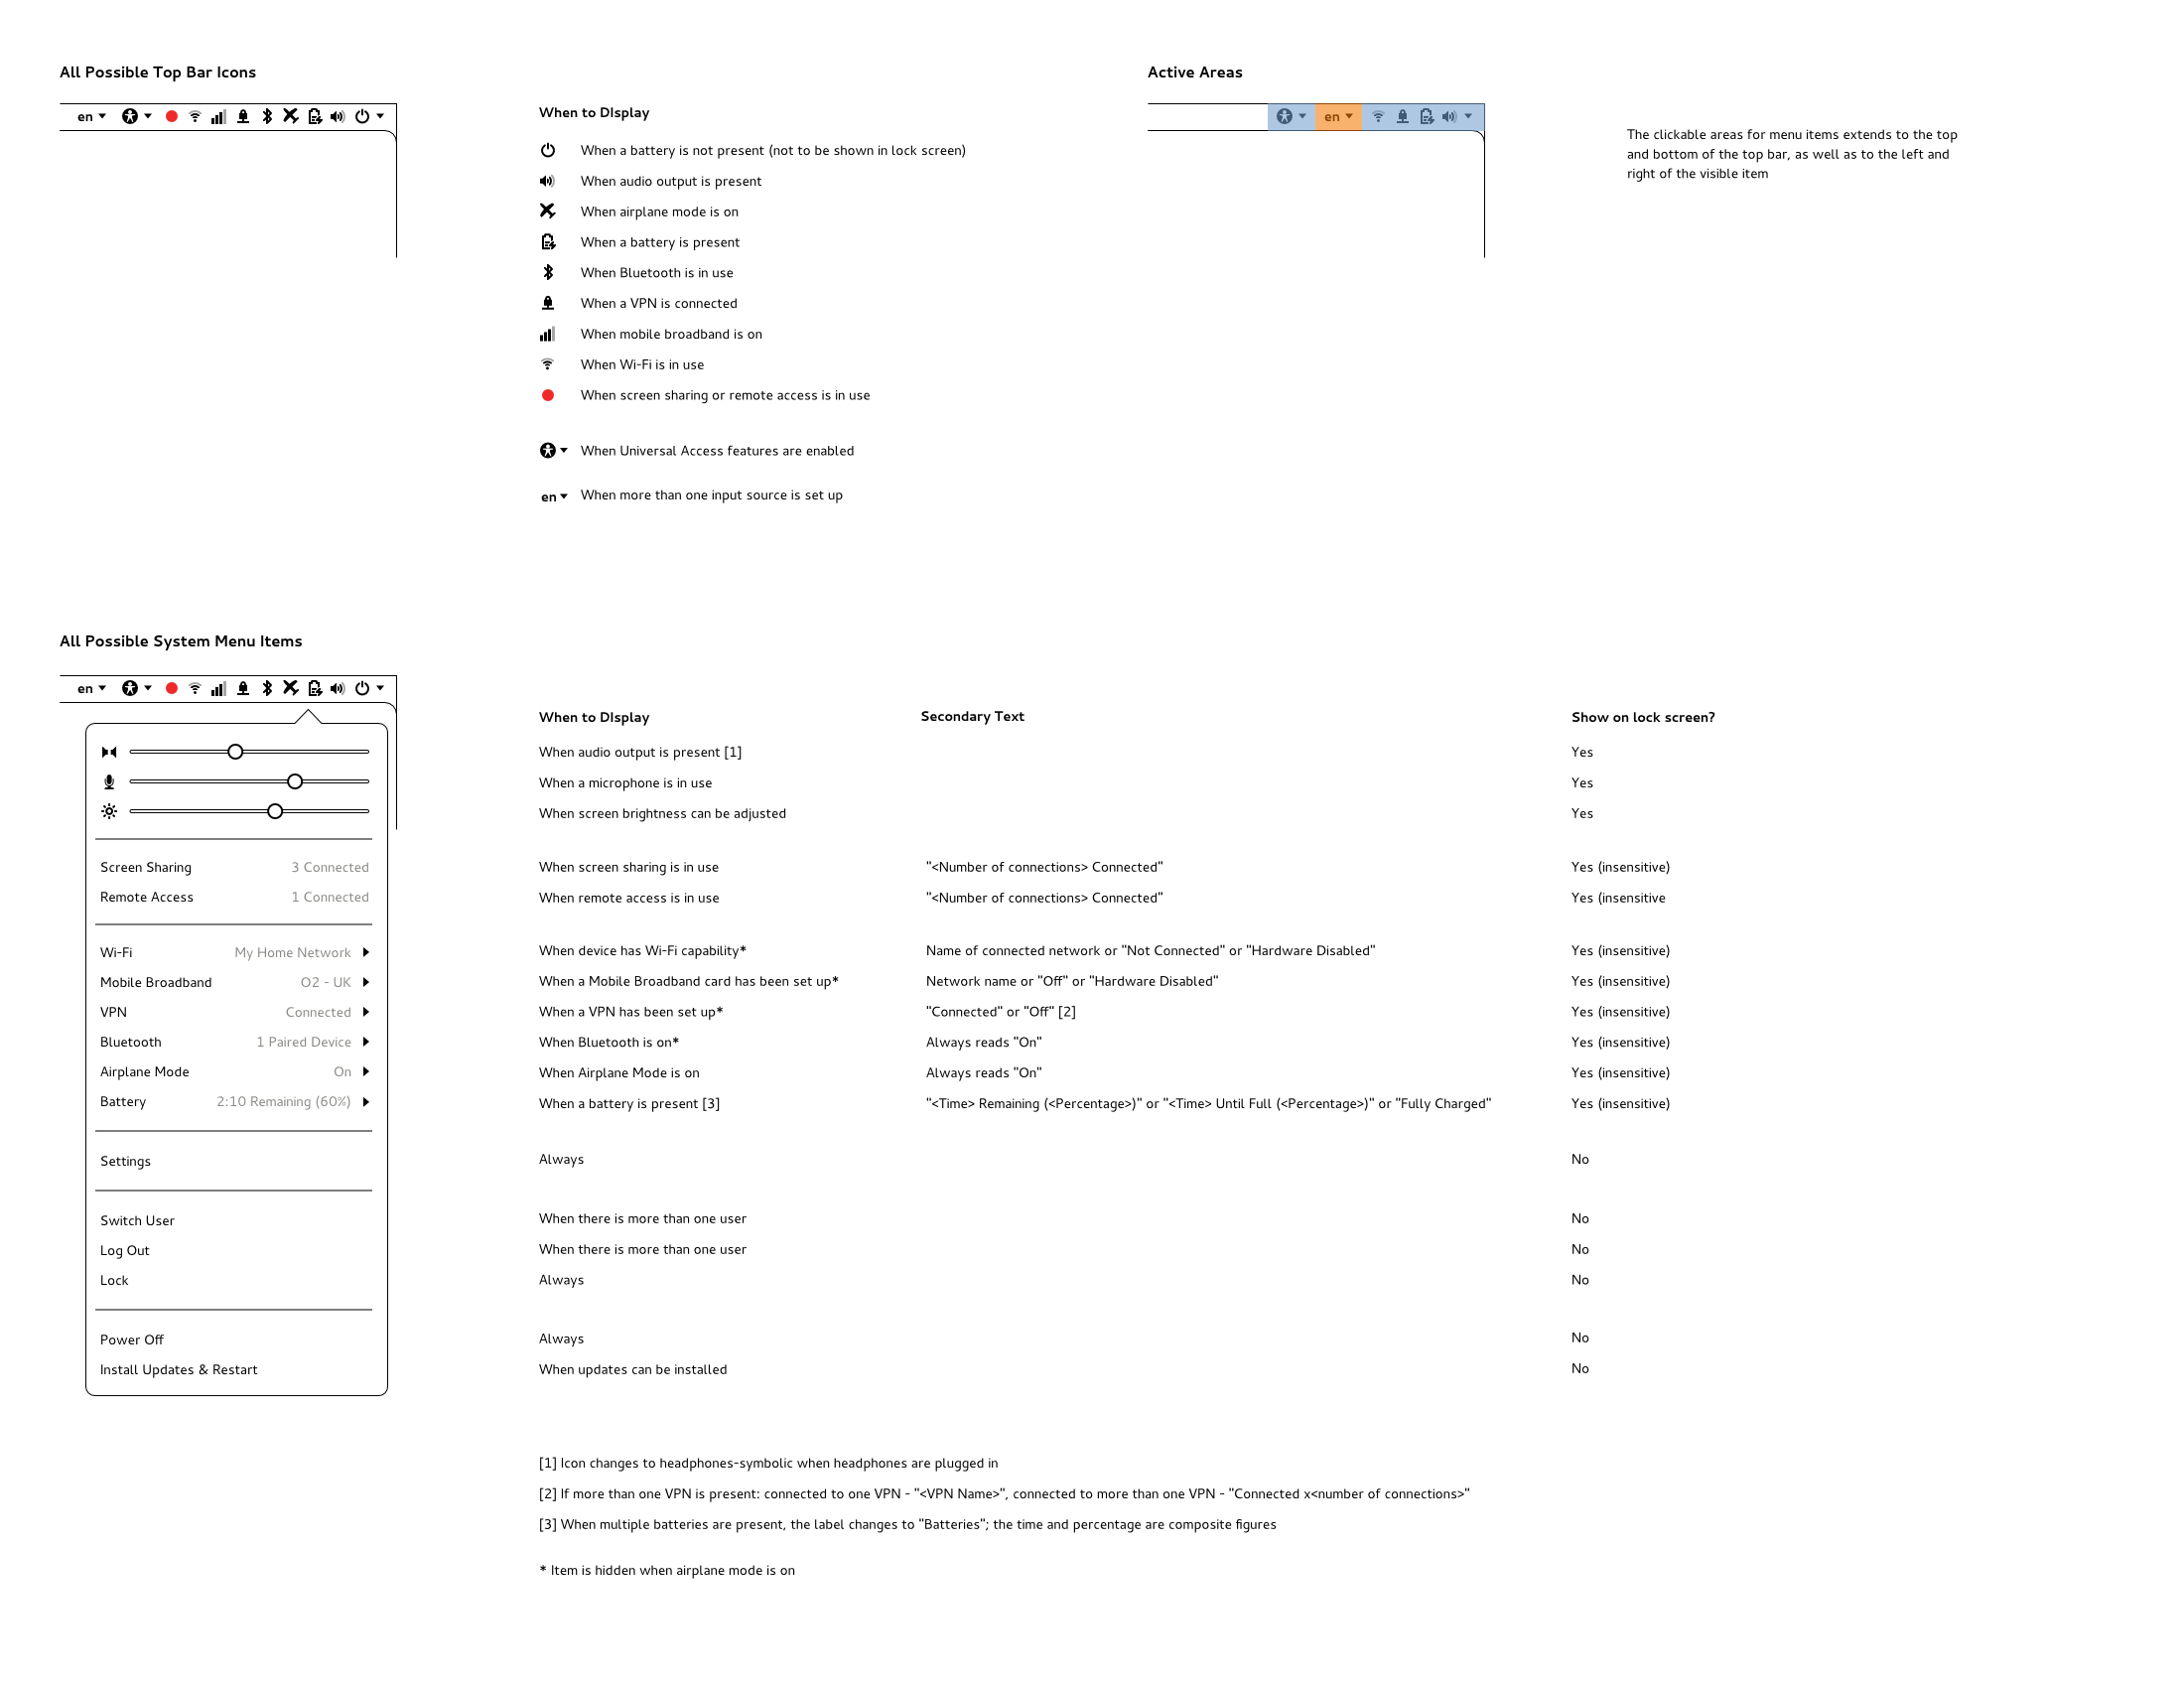 All Possible Top Bar Icons
en
When to DIsplay
When a battery is not present (not to be shown in lock screen)
When audio output is present
When airplane mode is on
When a battery is present
When Bluetooth is in use
When a VPN is connected
When mobile broadband is on
When Wi-Fi is in use
When screen sharing or remote access is in use
When Universal Access features are enabled
en When more than one input source is set up
Active Areas
en
The clickable areas for menu items extends to the top
and bottom of the top bar, as well as to the left and
right of the visible item
All Possible System Menu Items
en
When to DIsplay Secondary Text Show on lock screen?
When audio output is present [1] Yes
When a microphone is in use Yes
When screen brightness can be adjusted Yes
Screen Sharing 3 Connected When screen sharing is in use "<Number of connections> Connected" Yes (insensitive)
Remote Access 1 Connected When remote access is in use "<Number of connections> Connected" Yes (insensitive
Wi-Fi My Home Network When device has Wi-Fi capability* Name of connected network or "Not Connected" or "Hardware Disabled" Yes (insensitive)
Mobile Broadband O2 - UK When a Mobile Broadband card has been set up* Network name or "Off" or "Hardware Disabled" Yes (insensitive)
VPN Connected When a VPN has been set up* "Connected" or "Off" [2] Yes (insensitive)
Bluetooth 1 Paired Device When Bluetooth is on* Always reads "On" Yes (insensitive)
Airplane Mode On When Airplane Mode is on Always reads "On" Yes (insensitive)
Battery 2:10 Remaining (60%) When a battery is present [3] "<Time> Remaining (<Percentage>)" or "<Time> Until Full (<Percentage>)" or "Fully Charged" Yes (insensitive)
Settings Always No
Switch User When there is more than one user No
Log Out When there is more than one user No
Lock Always No
Power Off Always No
Install Updates & Restart When updates can be installed No
[1] Icon changes to headphones-symbolic when headphones are plugged in
[2] If more than one VPN is present: connected to one VPN - "<VPN Name>", connected to more than one VPN - "Connected x<number of connections>"
[3] When multiple batteries are present, the label changes to "Batteries"; the time and percentage are composite figures
* Item is hidden when airplane mode is on